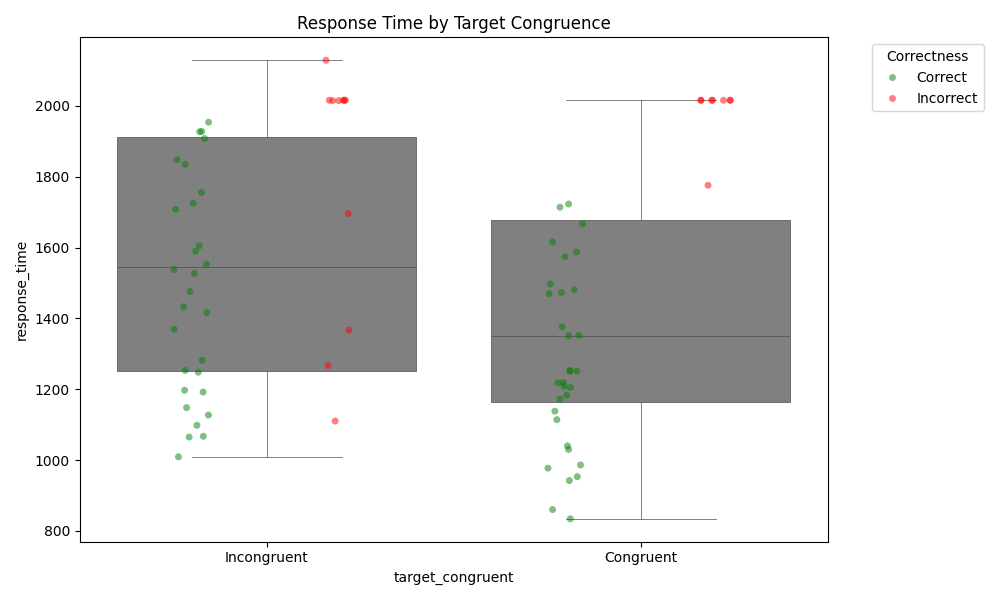 Response Time by Target Congruence
Correctness
Correct
Incorrect
response_time
2000
1800
1600
1400
1200
1000
800
Incongruent
Congruent
target_congruent